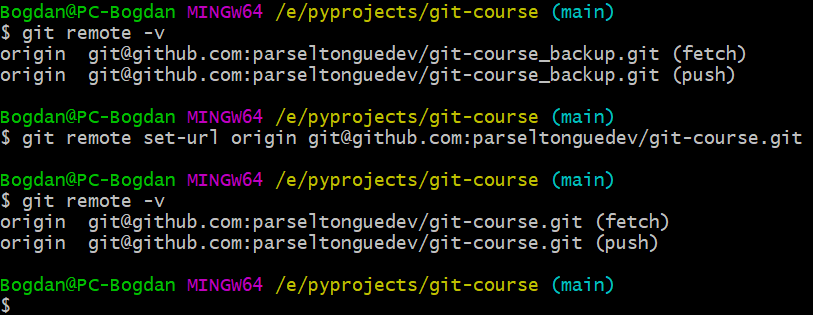 Bogdan@PC-Bogdan MINGW64 /e/pyprojects/git-course (main)
$ git remote -v
origin  git@github.com:parseltonguedev/git-course_backup.git (fetch)
origin  git@github.com:parseltonguedev/git-course_backup.git (push)
Bogdan@PC-Bogdan MINGW64 /e/pyprojects/git-course (main)
$ git remote set-url origin git@github.com:parseltonguedev/git-course.git
Bogdan@PC-Bogdan MINGW64 /e/pyprojects/git-course (main)
$ git remote -v
origin  git@github.com:parseltonguedev/git-course.git (fetch)
origin  git@github.com:parseltonguedev/git-course.git (push)
Bogdan@PC-Bogdan MINGW64 /e/pyprojects/git-course (main)
$